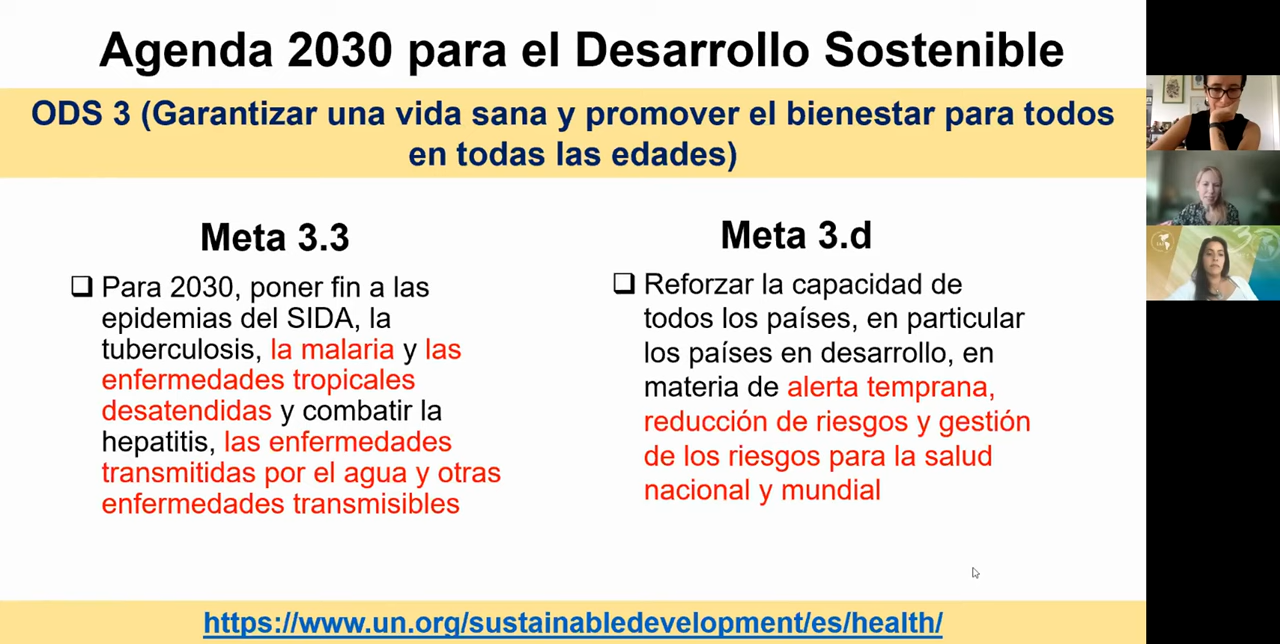 Agenda 2030 para el Desarrollo Sostenible
ODS 3 (Garantizar una vida sana y promover el bienestar para todos
en todas las edades)
Meta 3.3
❑ Para 2030, poner fin a las
epidemias del SIDA, la
tuberculosis, la malaria y las
enfermedades tropicales
desatendidas y combatir la
hepatitis, las enfermedades
transmitidas por el agua y otras
enfermedades transmisibles
Meta 3.d
❑ Reforzar la capacidad de
todos los países, en particular
los países en desarrollo, en
materia de alerta temprana,
reducción de riesgos y gestión
de los riesgos para la salud
nacional y mundial
https://www.un.org/sustainabledevelopment/es/health/